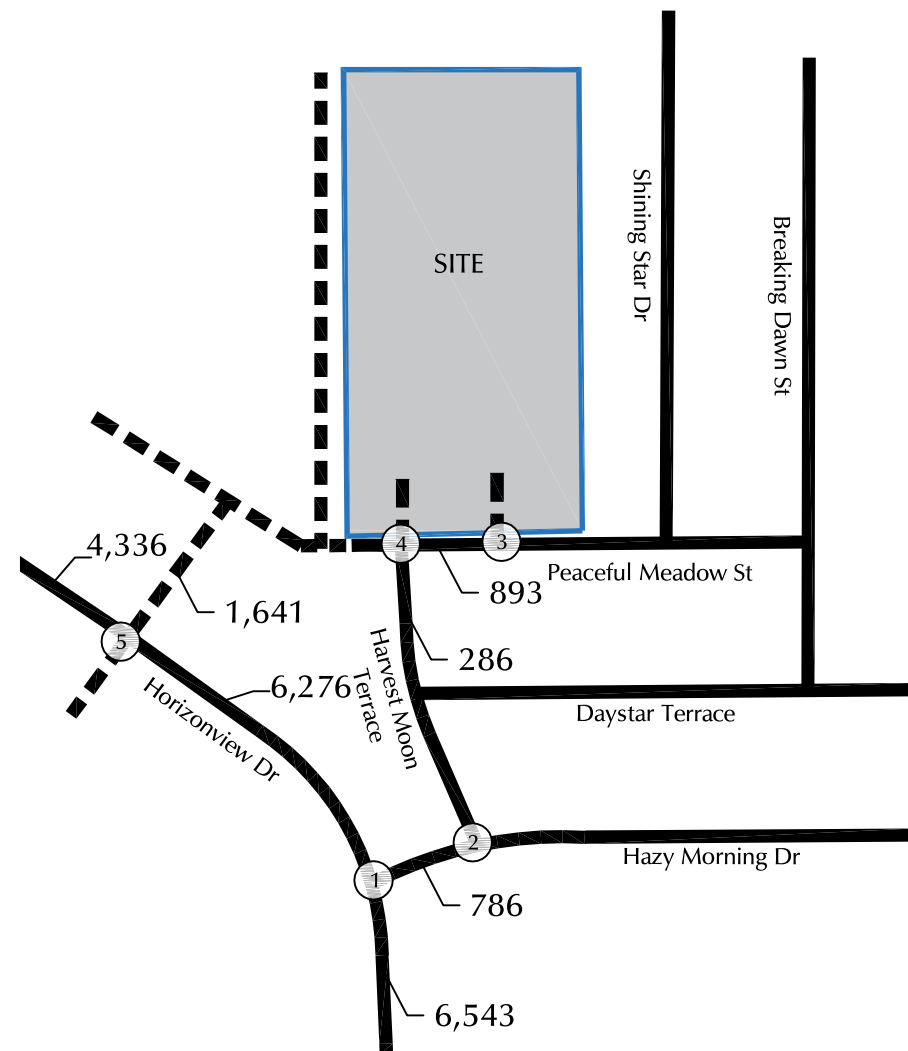 SITE
Shining Star Dr
Breaking Dawn St
4
3
Peaceful Meadow St
893
4,336
1,641
5
286
6,276
Harvest Moon
Terrace
Horizonview Dr
Daystar Terrace
2
Hazy Morning Dr
1
786
6,543